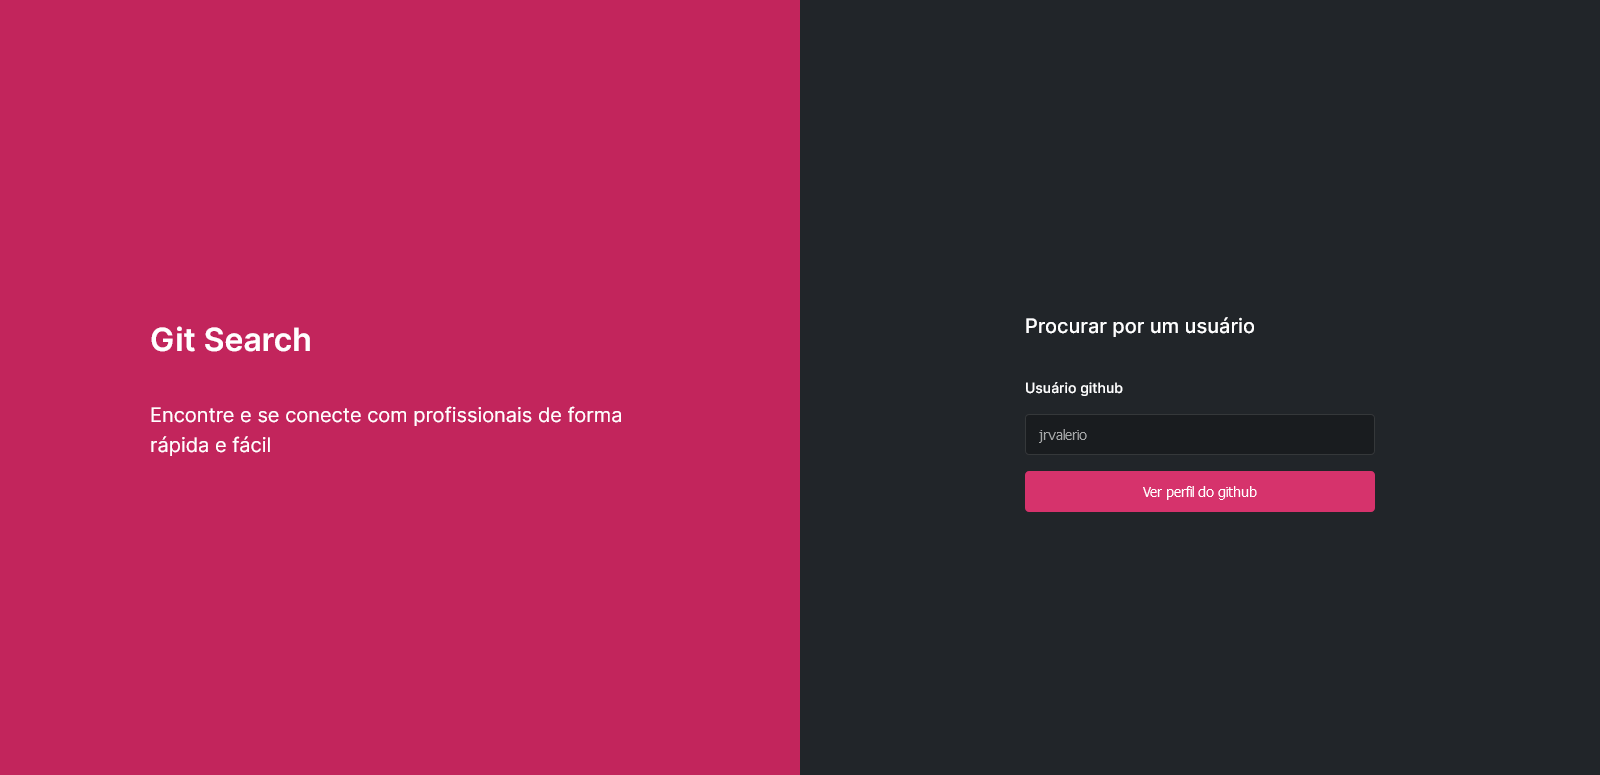 Git Search
Encontre e se conecte com profissionais de forma
rápida e fácil
Procurar por um usuário
Usuário github
jrvalerio
Ver perfil do github